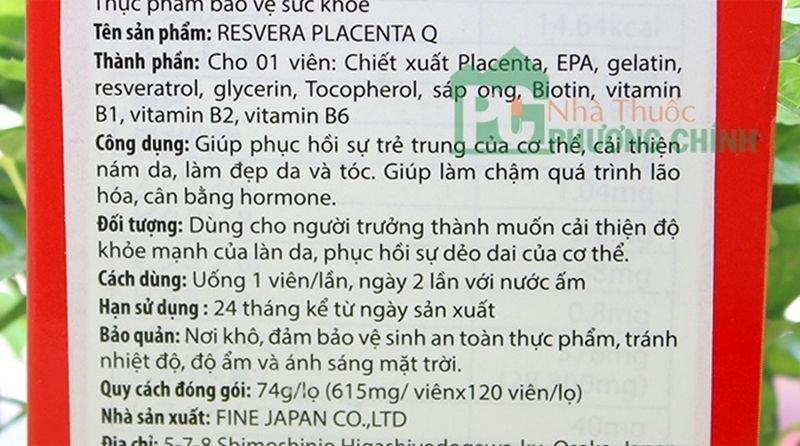 Thực phẩm bảo vệ sức khỏe
Tên sản phẩm: RESVERA PLACENTA Q
Thành phần: Cho 01 viên: Chiết xuất Placenta, EPA, gelatin,
resveratrol, glycerin, Tocopherol, sáp ong, Biotin, vitamin
B1, vitamin B2, vitamin B6
PC Nhà Thuốc
PHƯƠNG CHÍNH
Công dụng: Giúp phục hồi sự trẻ trung của cơ thể, cải thiện
nám da, làm đẹp da và tóc. Giúp làm chậm quá trình lão
hóa, cân bằng hormone.
Đối tượng: Dùng cho người trưởng thành muốn cải thiện độ
khỏe mạnh của làn da, phục hồi sự dẻo dai của cơ thể.
Cách dùng: Uống 1 viên/lần, ngày 2 lần với nước ấm
Hạn sử dụng : 24 tháng kể từ ngày sản xuất
Bảo quản: Nơi khô, đảm bảo vệ sinh an toàn thực phẩm, tránh
nhiệt độ, độ ẩm và ánh sáng mặt trời.
Quy cách đóng gói: 74g/lọ (615mg/ viênx120 viên/lọ)
Nhà sản xuất: FINE JAPAN CO.,LTD
Địa chỉ: 5-7-8 Shimoshinjo Higashiyodogawa-ku, Osaka, Japan